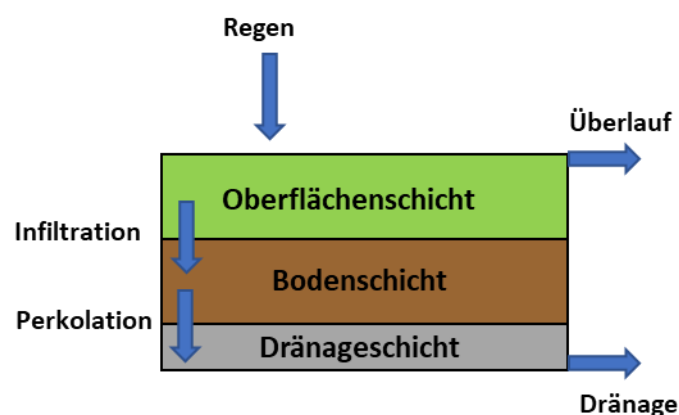 Regen
Überlauf
Oberflächenschicht
Infiltration
Bodenschicht
Perkolation
Dränageschicht
Dränage